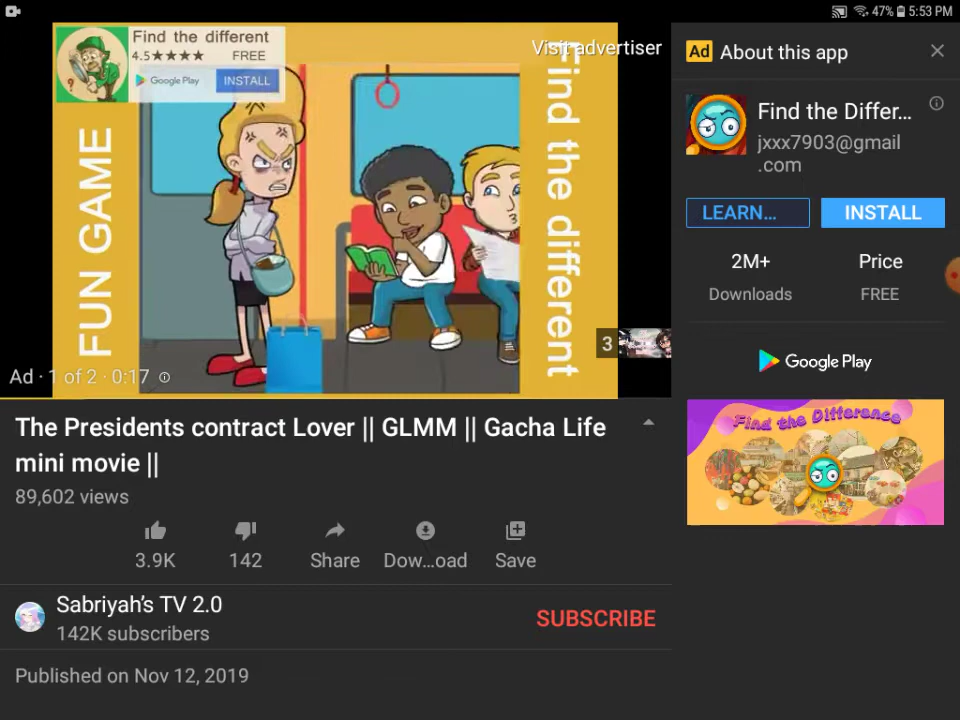 47% 5:53 PM
Find the different
4.5★★★★ FREE
Google Play INSTALL
Visit advertiser
FUN GAME
Find the different
3
Ad · 1 of 2 · 0:17
Ad About this app
Find the Differ...
jxxx7903@gmail
.com
LEARN... INSTALL
2M+ Price
Downloads FREE
Google Play
Find the Difference
The Presidents contract Lover || GLMM || Gacha Life
mini movie ||
89,602 views
3.9K 142 Share Dow...oad Save
Sabriyah's TV 2.0
142K subscribers
SUBSCRIBE
Published on Nov 12, 2019